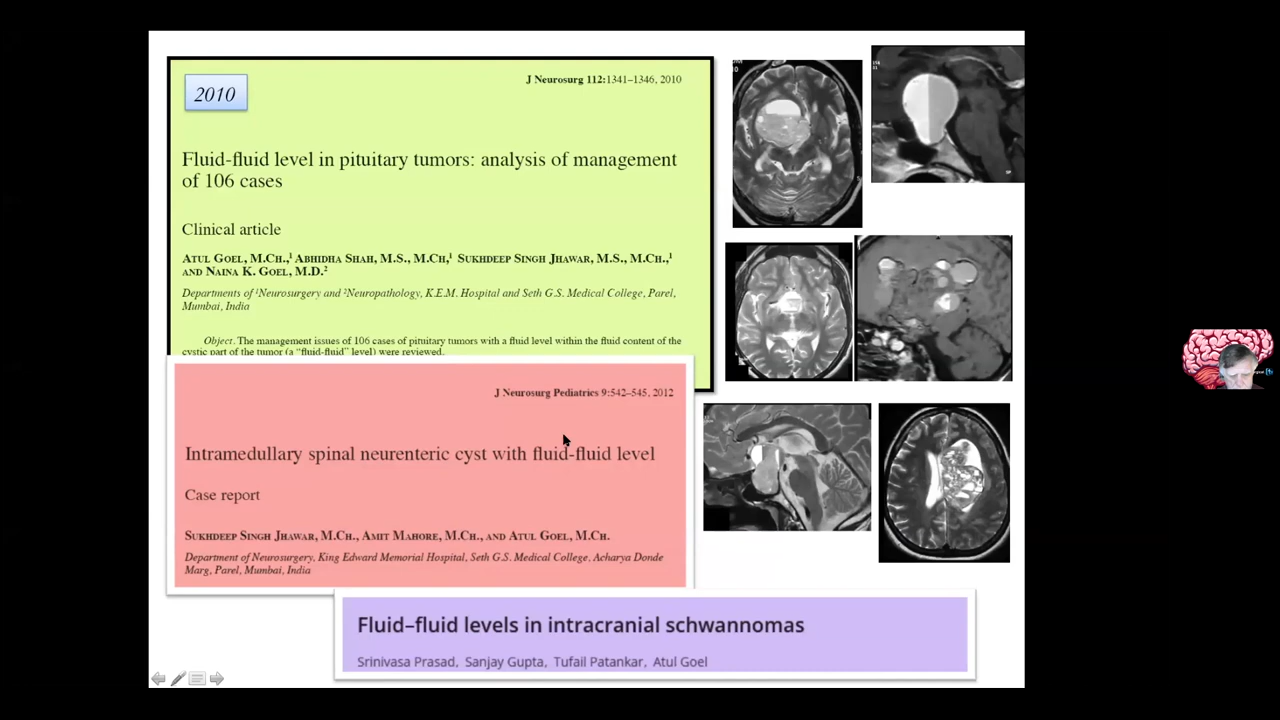 2010
J Neurosurg 112:1341–1346, 2010
Fluid-fluid level in pituitary tumors: analysis of management
of 106 cases
Clinical article
Atul Goel, M.Ch.,1 Abhidha Shah, M.S., M.Ch,1 Sukhdeep Singh Jhawar, M.S., M.Ch.,1
and Naina K. Goel, M.D.2
Departments of 1Neurosurgery and 2Neuropathology, K.E.M. Hospital and Seth G.S. Medical College, Parel,
Mumbai, India
Object. The management issues of 106 cases of pituitary tumors with a fluid level within the fluid content of the
cystic part of the tumor (a “fluid-fluid” level) were reviewed.
J Neurosurg Pediatrics 9:542–545, 2012
Intramedullary spinal neurenteric cyst with fluid-fluid level
Case report
Sukhdeep Singh Jhawar, M.Ch., Amit Mahore, M.Ch., and Atul Goel, M.Ch.
Department of Neurosurgery, King Edward Memorial Hospital, Seth G.S. Medical College, Acharya Donde
Marg, Parel, Mumbai, India
Fluid–fluid levels in intracranial schwannomas
Srinivasa Prasad, Sanjay Gupta, Tufail Patankar, Atul Goel